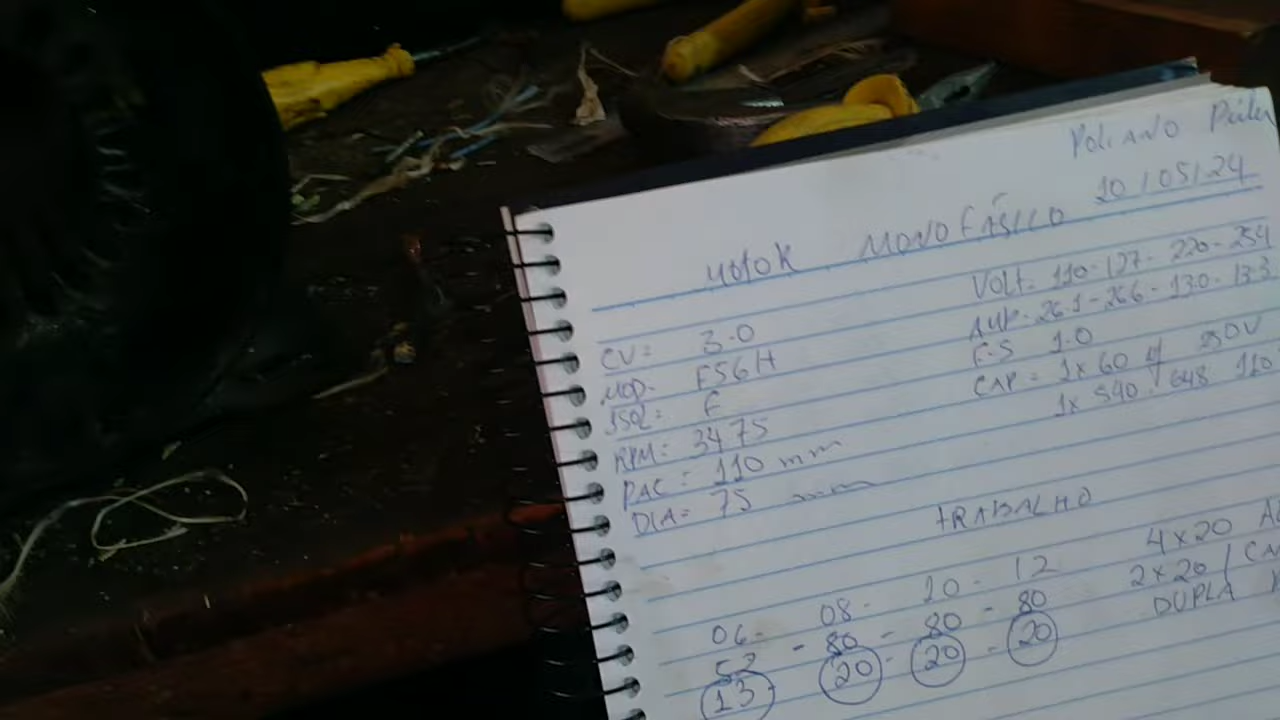 POLIANO
10/05/24
MOTOR MONOFÁSICO
CV= 3.0
VOLT- 110-127-220-254
MOD- F56H
AMP- 26.1-26.6-13.0-13.3
ISOL= F
F.S 1.0
RPM= 3475
CAP= 1x 60 µf 250V
PAC= 110 mm
1x 540-648 110
DIA= 75 mm
TRABALHO
06- 08- 10- 12
4x20
53 - 80 - 80 - 80
2x20 /
13- 20- 20- 20
DUPLA